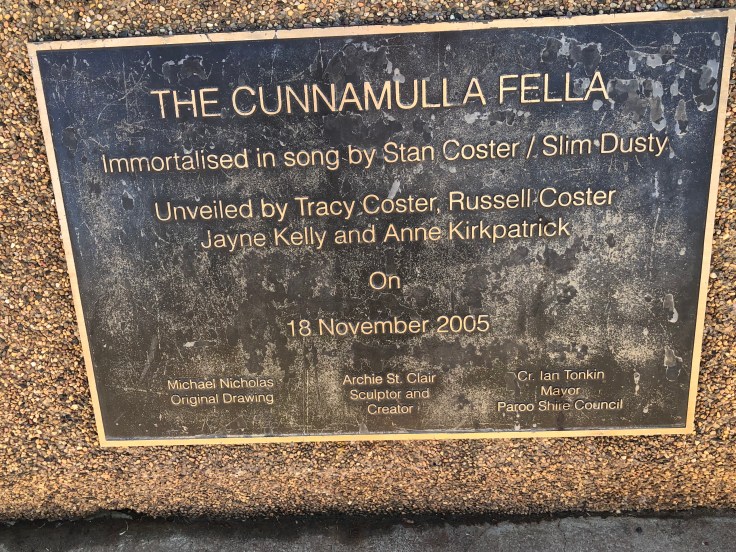 THE CUNNAMULLA FELLA
Immortalised in song by Stan Coster / Slim Dusty
Unveiled by Tracy Coster, Russell Coster
Jayne Kelly and Anne Kirkpatrick
On
18 November 2005
Michael Nicholas
Original Drawing
Archie St. Clair
Sculptor and
Creator
Cr. Ian Tonkin
Mayor
Paroo Shire Council